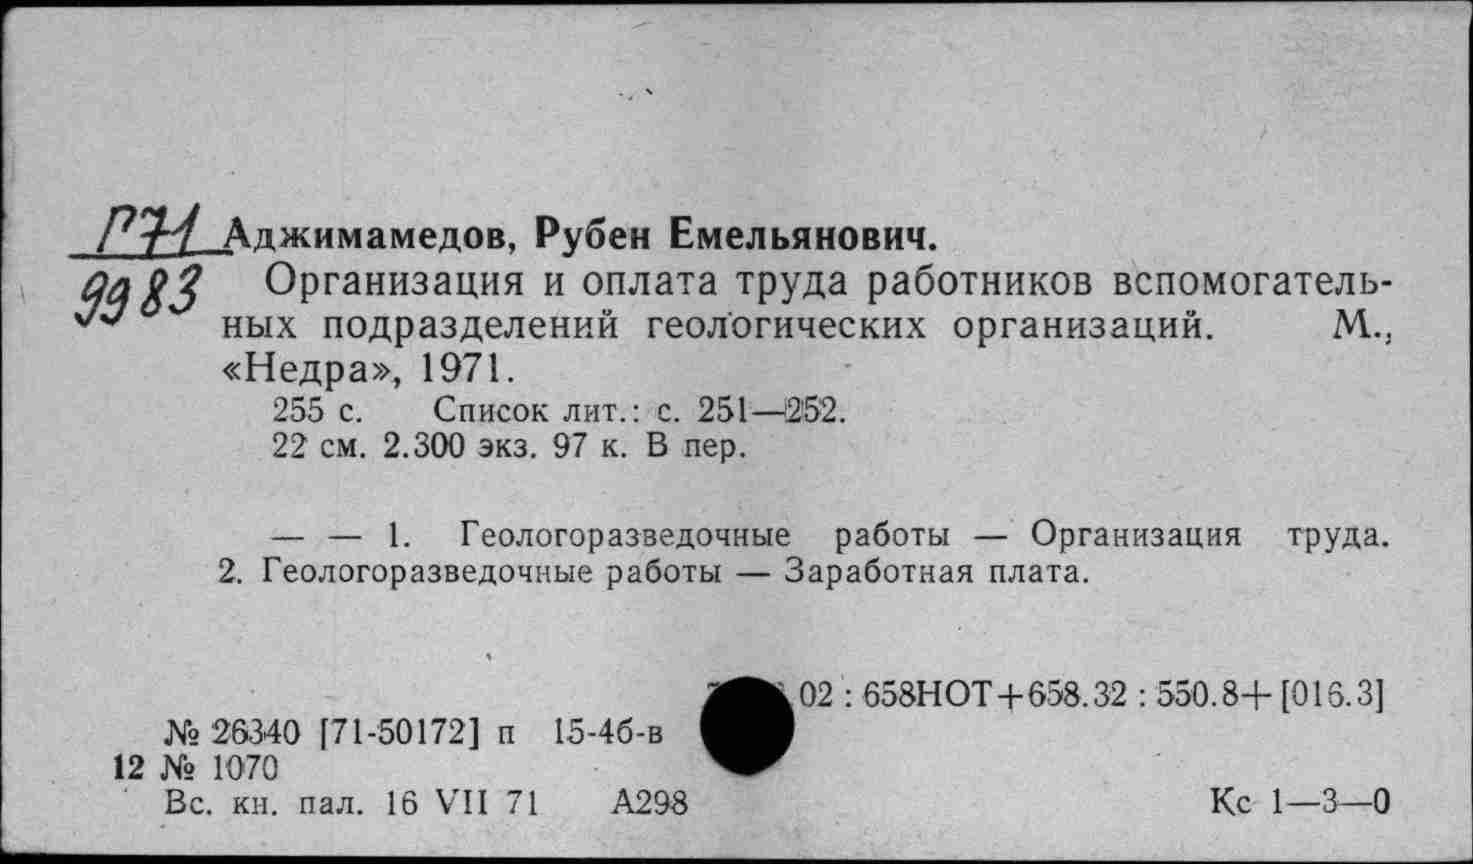 Г71 Аджимамедов, Рубен Емельянович.
9983 Организация и оплата труда работников вспомогатель-
ных подразделений геологических организаций. М.,
«Недра», 1971.
255 с. Список лит.: с. 251—252.
22 см. 2.300 экз. 97 к. В пер.
— — 1. Геологоразведочные работы — Организация труда.
2. Геологоразведочные работы — Заработная плата.
02 : 658НОТ+658.32 : 550.8+[016.3]
№ 26340 [71-50172] п 15-4б-в
12 № 1070
Вс. кн. пал. 16 VII 71 А298 Кс 1—3—0